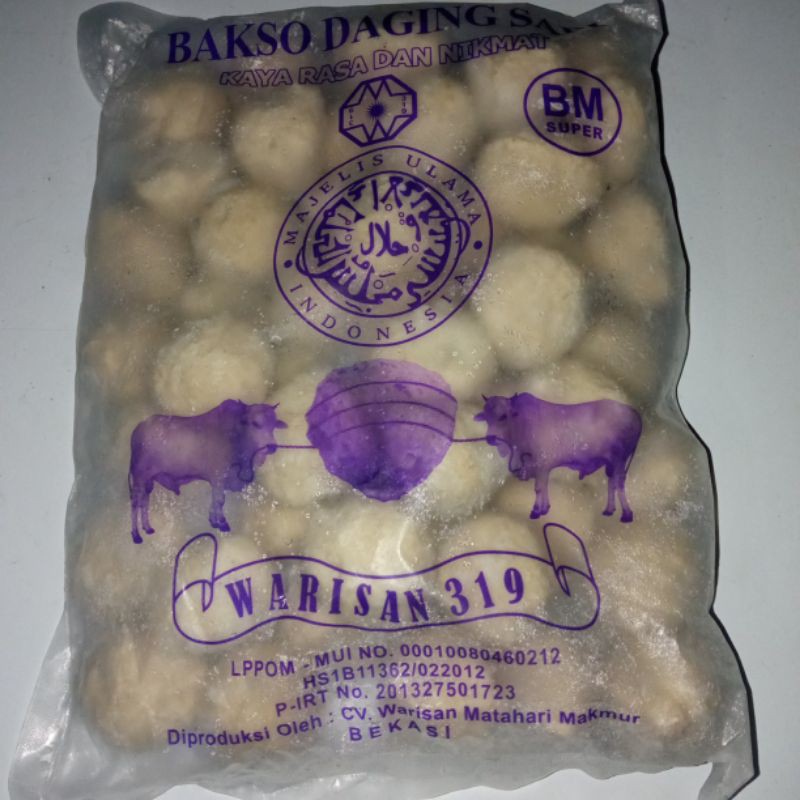 BAKSO DAGING
KAYA RASA DAN NIKMAT
BM
SUPER
MAJELIS ULAMA
INDONESIA
حلال
WARISAN 319
LPPOM - MUI NO. 00010080460212
HS1B11362/022012
P-IRT No. 201327501723
Diproduksi Oleh : CV. Warisan Matahari Makmur
BEKASI